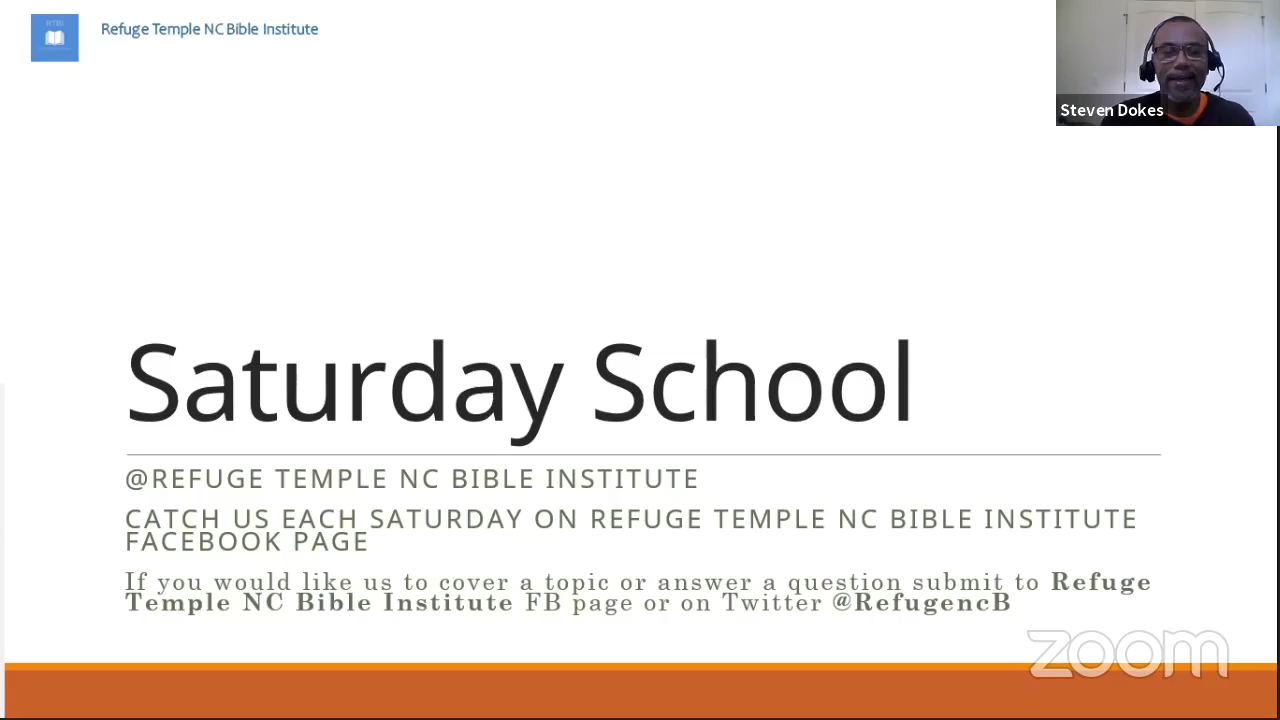 RTBI
Refuge Temple NC Bible Institute
Steven Dokes
Saturday School
@REFUGE TEMPLE NC BIBLE INSTITUTE
CATCH US EACH SATURDAY ON REFUGE TEMPLE NC BIBLE INSTITUTE
FACEBOOK PAGE
If you would like us to cover a topic or answer a question submit to Refuge
Temple NC Bible Institute FB page or on Twitter @RefugencB
zoom